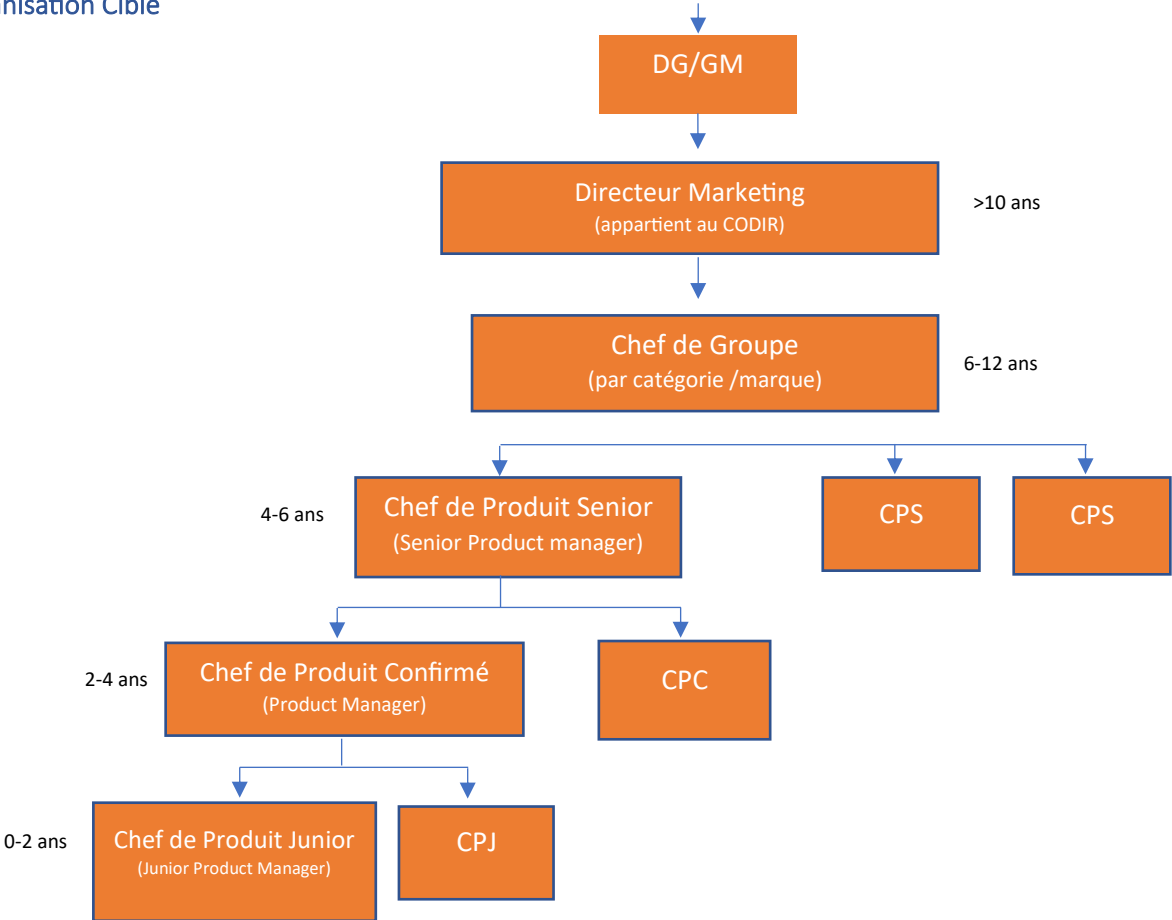 nisation Cible
DG/GM
Directeur Marketing
(appartient au CODIR)
>10 ans
Chef de Groupe
(par catégorie /marque)
6-12 ans
4-6 ans
Chef de Produit Senior
(Senior Product manager)
CPS
CPS
2-4 ans
Chef de Produit Confirmé
(Product Manager)
CPC
0-2 ans
Chef de Produit Junior
(Junior Product Manager)
CPJ